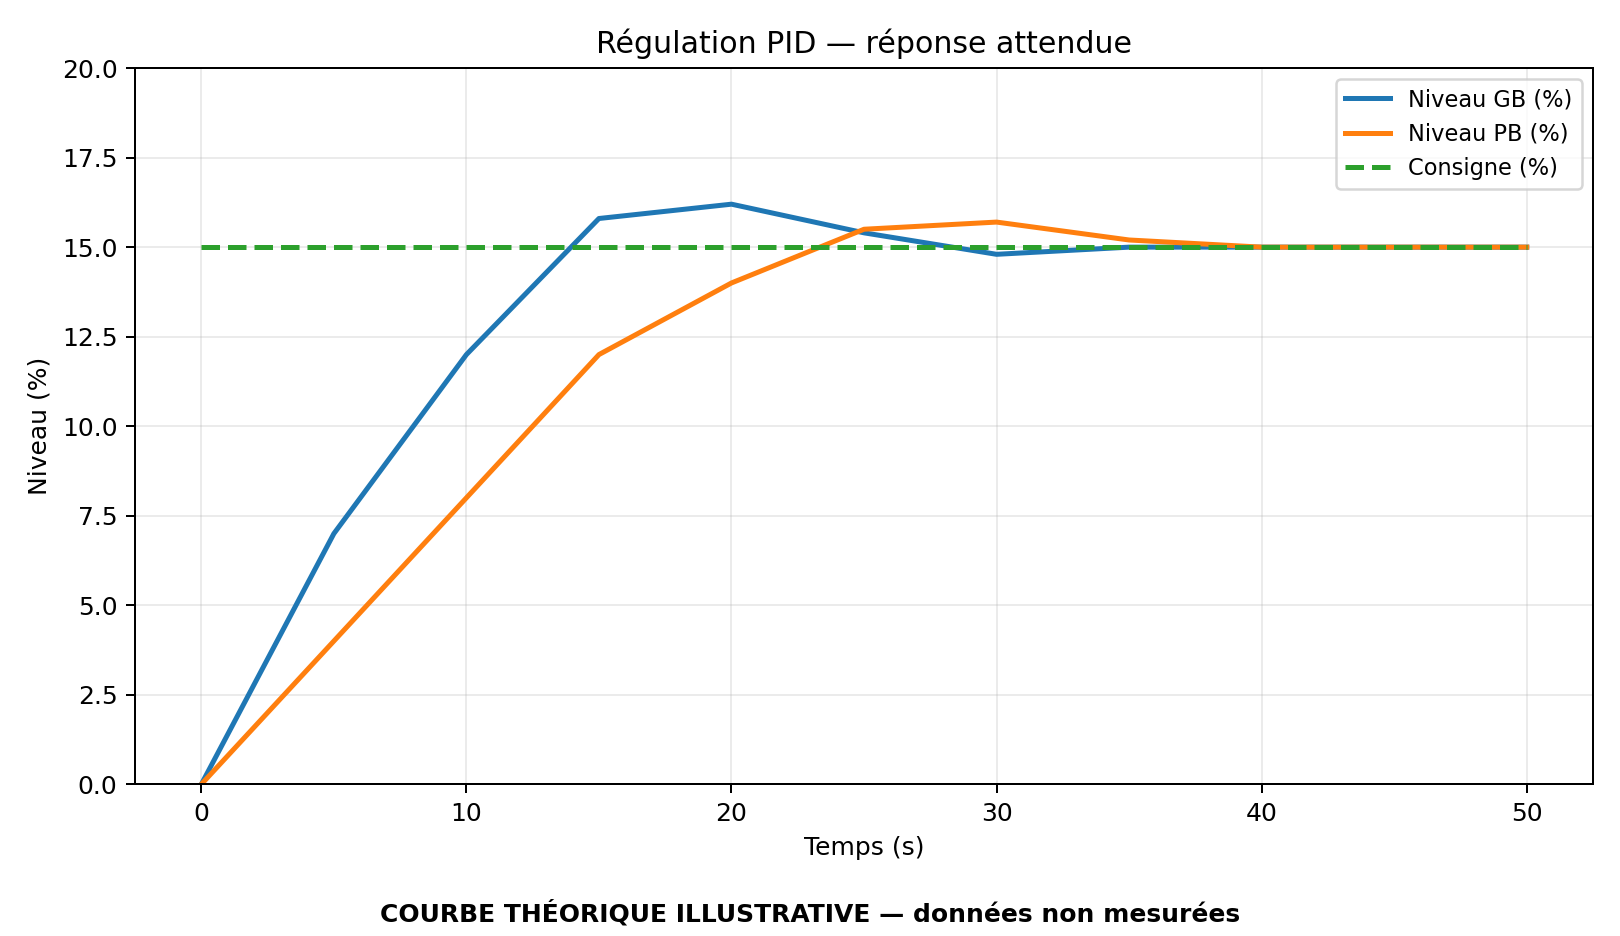 Régulation PID — réponse attendue
20.0
17.5
15.0
12.5
10.0
7.5
5.0
2.5
0.0
Niveau (%)
Niveau GB (%)
Niveau PB (%)
Consigne (%)
0 10 20 30 40 50
Temps (s)
COURBE THÉORIQUE ILLUSTRATIVE — données non mesurées